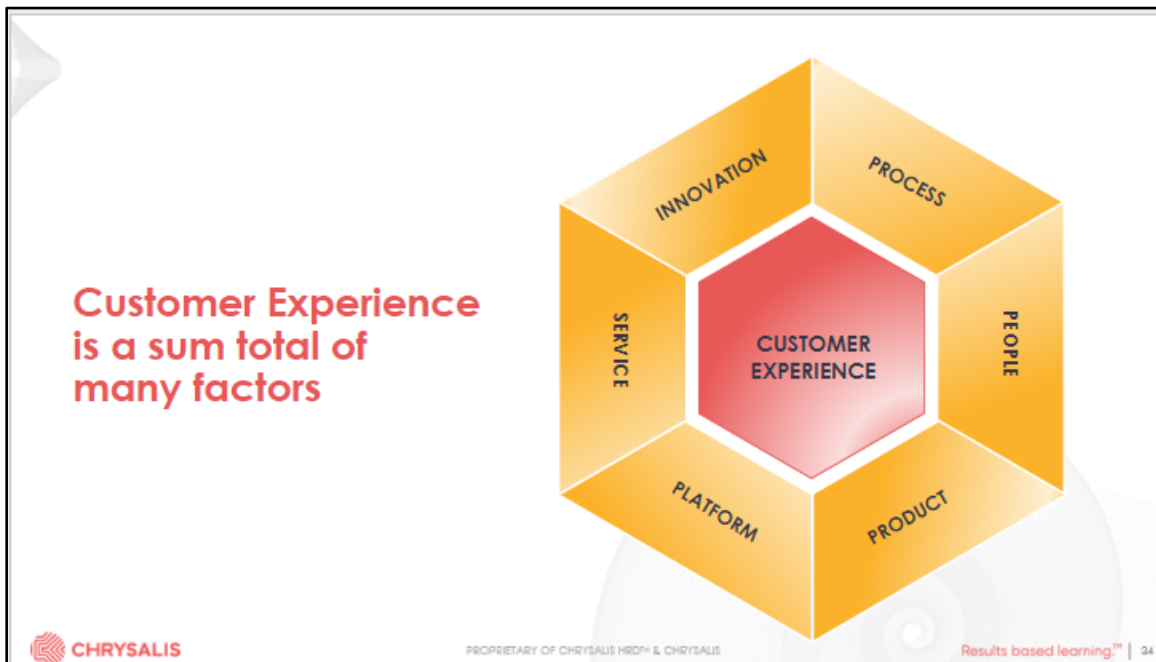 Customer Experience
is a sum total of
many factors
INNOVATION
PROCESS
SERVICE
CUSTOMER
EXPERIENCE
PEOPLE
PLATFORM
PRODUCT
CHRYSALIS
PROPRIETARY OF CHRYSALIS HRD™ & CHRYSALIS
Results based learning.™ | 34